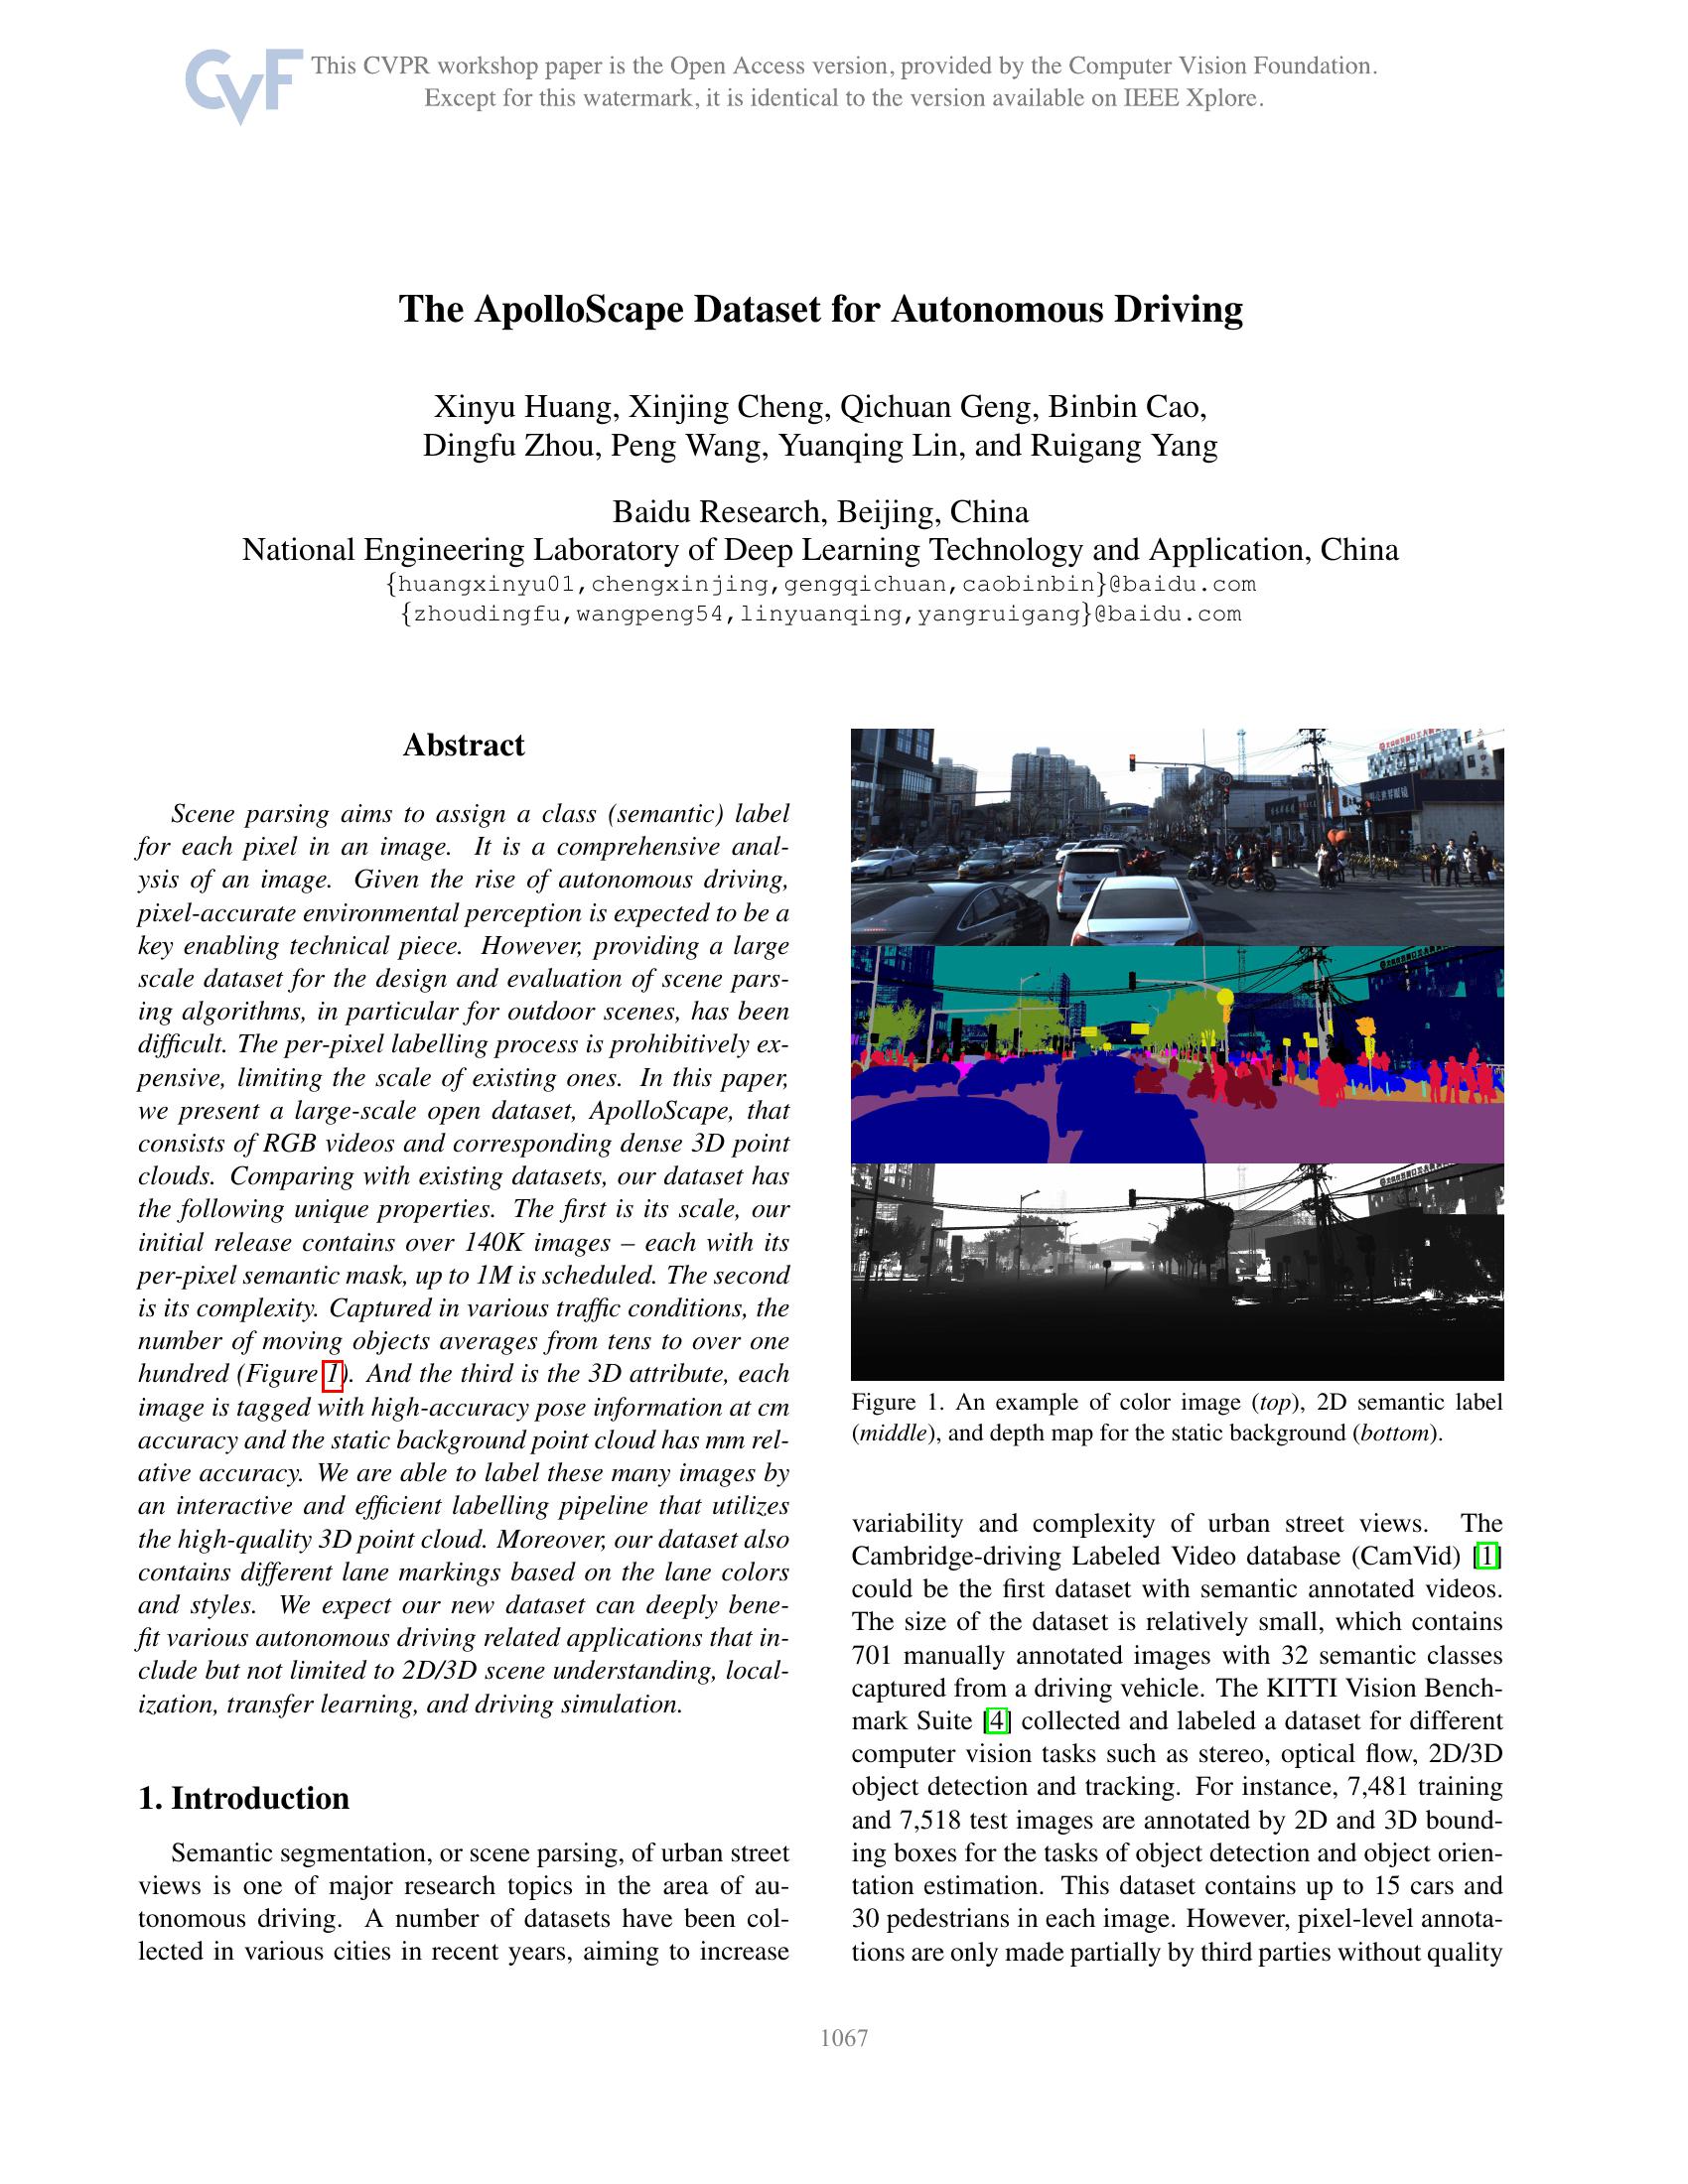 CVF
This CVPR workshop paper is the Open Access version, provided by the Computer Vision Foundation.
Except for this watermark, it is identical to the version available on IEEE Xplore.
The ApolloScape Dataset for Autonomous Driving
Xinyu Huang, Xinjing Cheng, Qichuan Geng, Binbin Cao,
Dingfu Zhou, Peng Wang, Yuanqing Lin, and Ruigang Yang
Baidu Research, Beijing, China
National Engineering Laboratory of Deep Learning Technology and Application, China
{huangxinyu01,chengxinjing,gengqichuan,caobinbin}@baidu.com
{zhoudingfu,wangpeng54,linyuanqing,yangruigang}@baidu.com
Abstract
Scene parsing aims to assign a class (semantic) label
for each pixel in an image. It is a comprehensive anal-
ysis of an image. Given the rise of autonomous driving,
pixel-accurate environmental perception is expected to be a
key enabling technical piece. However, providing a large
scale dataset for the design and evaluation of scene pars-
ing algorithms, in particular for outdoor scenes, has been
difficult. The per-pixel labelling process is prohibitively ex-
pensive, limiting the scale of existing ones. In this paper,
we present a large-scale open dataset, ApolloScape, that
consists of RGB videos and corresponding dense 3D point
clouds. Comparing with existing datasets, our dataset has
the following unique properties. The first is its scale, our
initial release contains over 140K images – each with its
per-pixel semantic mask, up to 1M is scheduled. The second
is its complexity. Captured in various traffic conditions, the
number of moving objects averages from tens to over one
hundred (Figure 1). And the third is the 3D attribute, each
image is tagged with high-accuracy pose information at cm
accuracy and the static background point cloud has mm rel-
ative accuracy. We are able to label these many images by
an interactive and efficient labelling pipeline that utilizes
the high-quality 3D point cloud. Moreover, our dataset also
contains different lane markings based on the lane colors
and styles. We expect our new dataset can deeply bene-
fit various autonomous driving related applications that in-
clude but not limited to 2D/3D scene understanding, local-
ization, transfer learning, and driving simulation.
1. Introduction
Semantic segmentation, or scene parsing, of urban street
views is one of major research topics in the area of au-
tonomous driving. A number of datasets have been col-
lected in various cities in recent years, aiming to increase
Figure 1. An example of color image (top), 2D semantic label
(middle), and depth map for the static background (bottom).
variability and complexity of urban street views. The
Cambridge-driving Labeled Video database (CamVid) [1]
could be the first dataset with semantic annotated videos.
The size of the dataset is relatively small, which contains
701 manually annotated images with 32 semantic classes
captured from a driving vehicle. The KITTI Vision Bench-
mark Suite [4] collected and labeled a dataset for different
computer vision tasks such as stereo, optical flow, 2D/3D
object detection and tracking. For instance, 7,481 training
and 7,518 test images are annotated by 2D and 3D bound-
ing boxes for the tasks of object detection and object orien-
tation estimation. This dataset contains up to 15 cars and
30 pedestrians in each image. However, pixel-level annota-
tions are only made partially by third parties without quality
1067